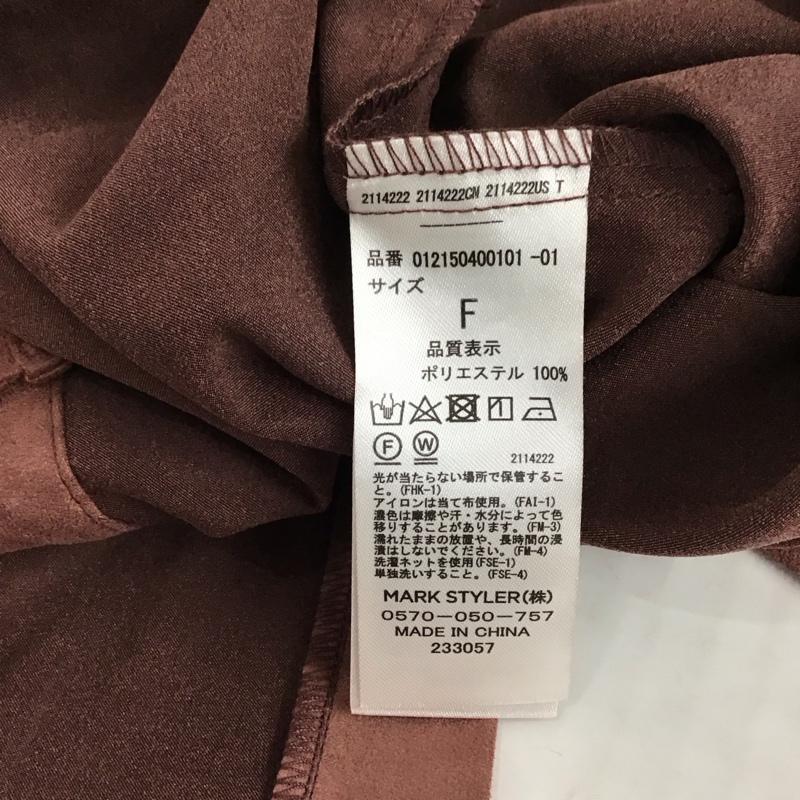 2114222 2114222CN 2114222US T
品番 012150400101 -01
サイズ
F
品質表示
ポリエステル 100%
F W
2114222
光が当たらない場所で保管するこ
と。(FHK-1)
アイロンは当て布使用。(FAI-1)
濃色は摩擦や汗・水分によって色
移りすることがあります。(FM-3)
濡れたままの放置や、長時間の浸
漬はしないでください。(FM-4)
洗濯ネットを使用(FSE-1)
単独洗いすること。(FSE-4)
MARK STYLER(株)
0570-050-757
MADE IN CHINA
233057